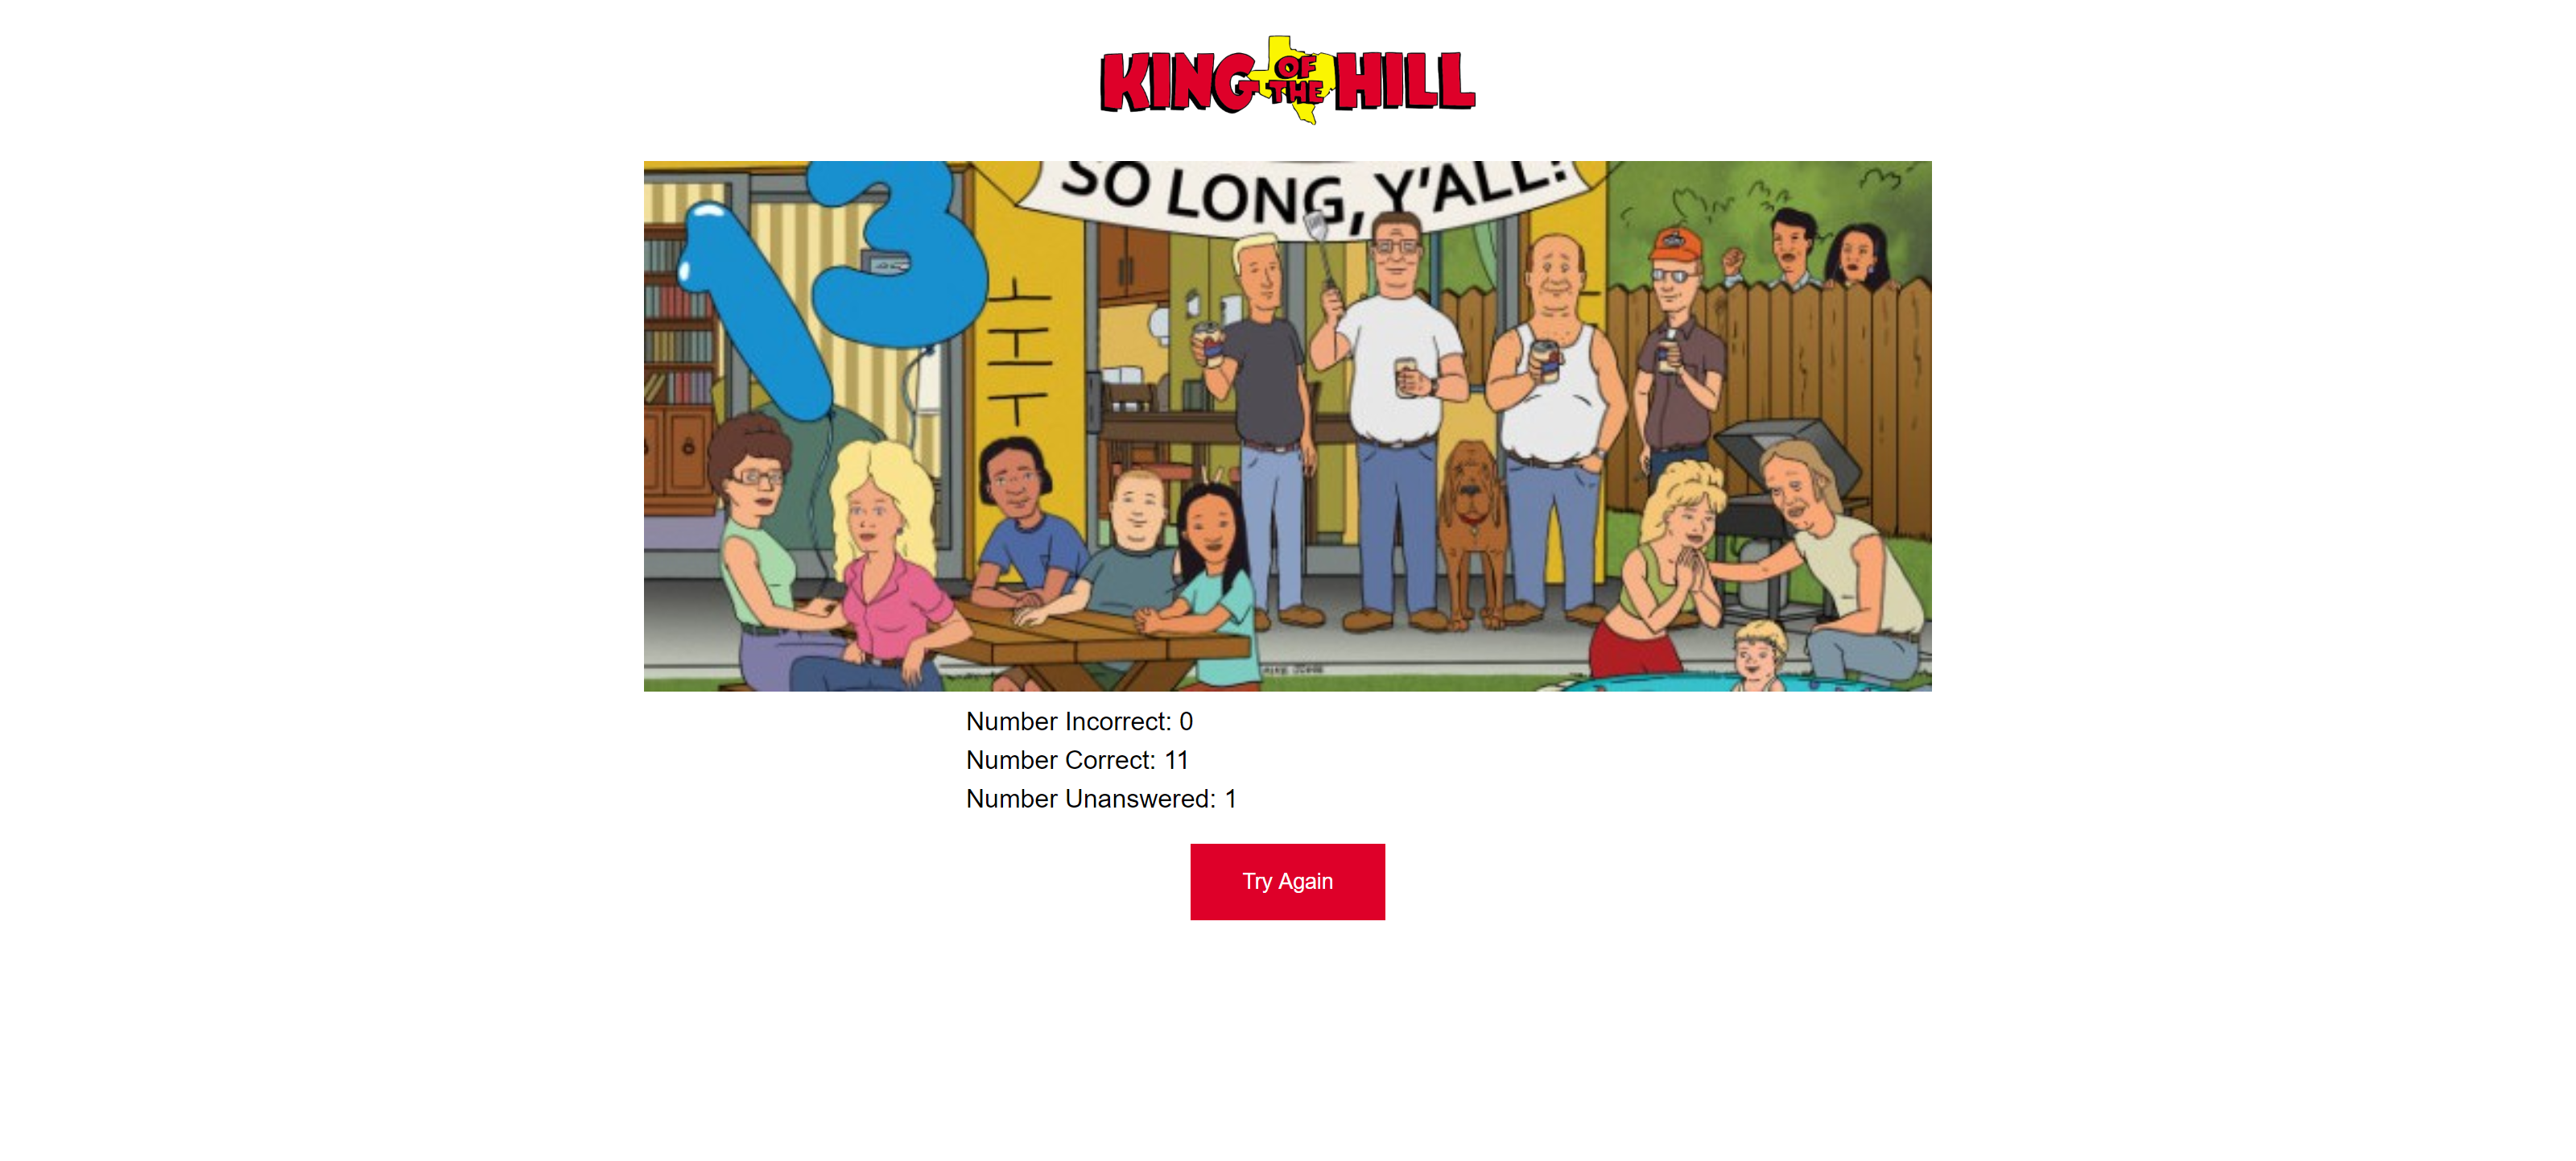 KING OF THE HILL
SO LONG, Y'ALL!
13
Number Incorrect: 0
Number Correct: 11
Number Unanswered: 1
Try Again